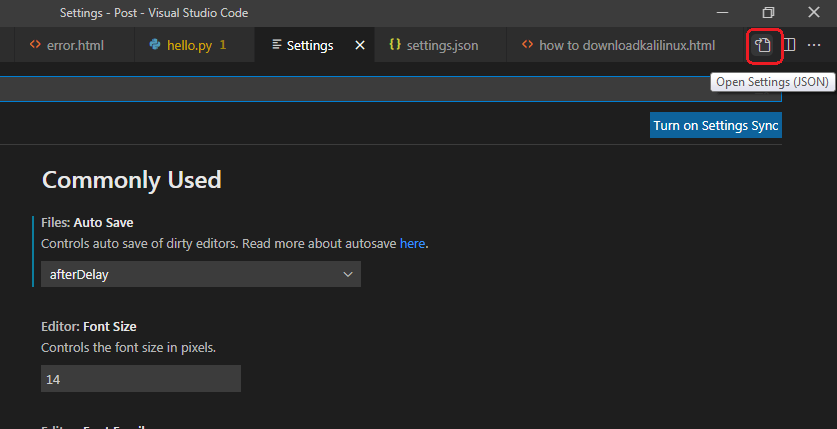 Settings - Post - Visual Studio Code
error.html
hello.py 1
Settings
settings.json
how to downloadkalilinux.html
Open Settings (JSON)
Turn on Settings Sync
Commonly Used
Files: Auto Save
Controls auto save of dirty editors. Read more about autosave here.
afterDelay
Editor: Font Size
Controls the font size in pixels.
14